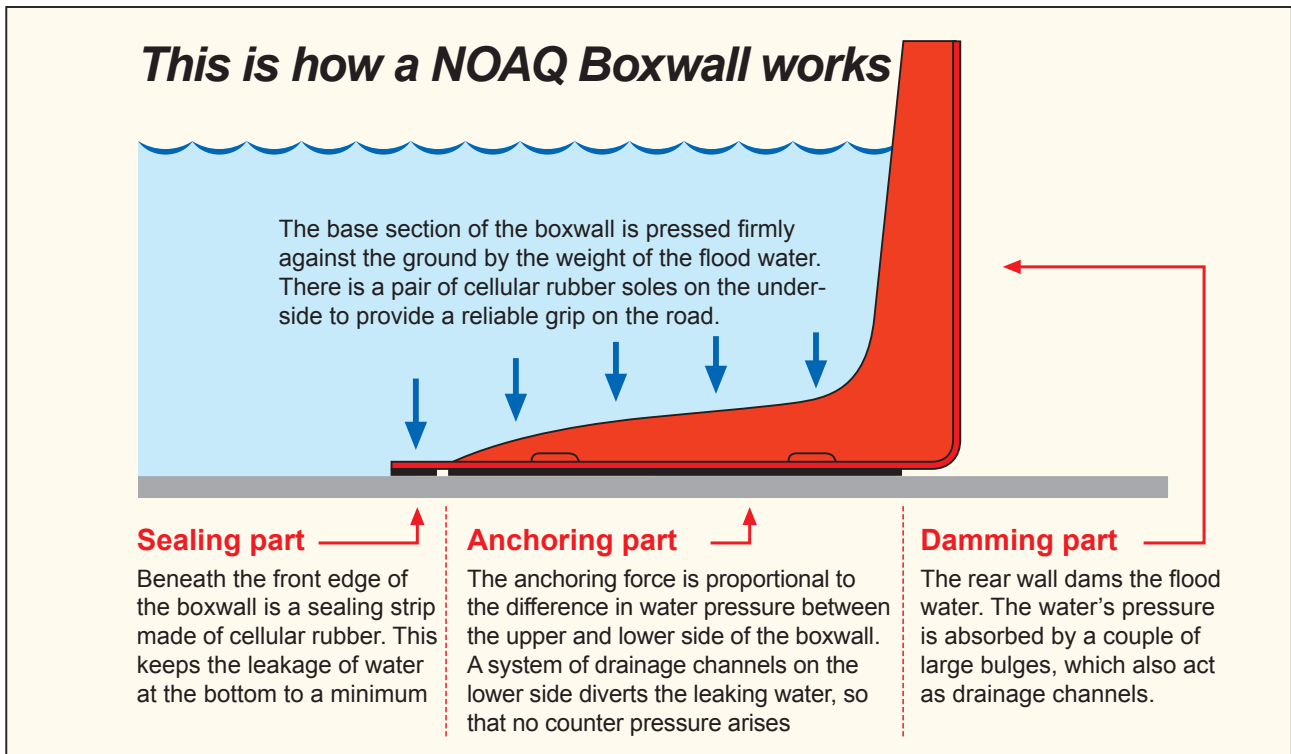 This is how a NOAQ Boxwall works
The base section of the boxwall is pressed firmly
against the ground by the weight of the flood water.
There is a pair of cellular rubber soles on the under-
side to provide a reliable grip on the road.
Sealing part
Beneath the front edge of
the boxwall is a sealing strip
made of cellular rubber. This
keeps the leakage of water
at the bottom to a minimum
Anchoring part
The anchoring force is proportional to
the difference in water pressure between
the upper and lower side of the boxwall.
A system of drainage channels on the
lower side diverts the leaking water, so
that no counter pressure arises
Damming part
The rear wall dams the flood
water. The water's pressure
is absorbed by a couple of
large bulges, which also act
as drainage channels.